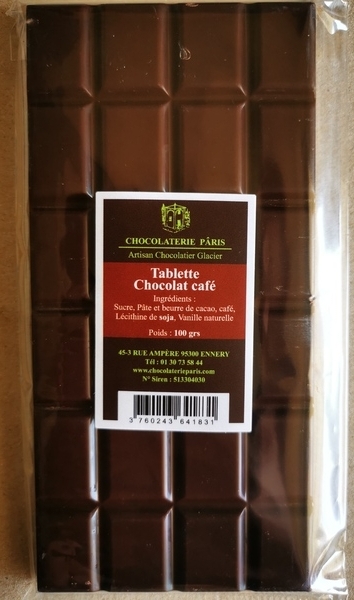 CHOCOLATERIE PÂRIS
Artisan Chocolatier Glacier
Tablette
Chocolat café
Ingrédients :
Sucre, Pâte et beurre de cacao, café,
Lécithine de soja, Vanille naturelle
Poids : 100 grs
45-3 RUE AMPÈRE 95300 ENNERY
Tél : 01 30 73 58 44
www.chocolaterieparis.com
N° Siren : 513304030
3 760243 641831